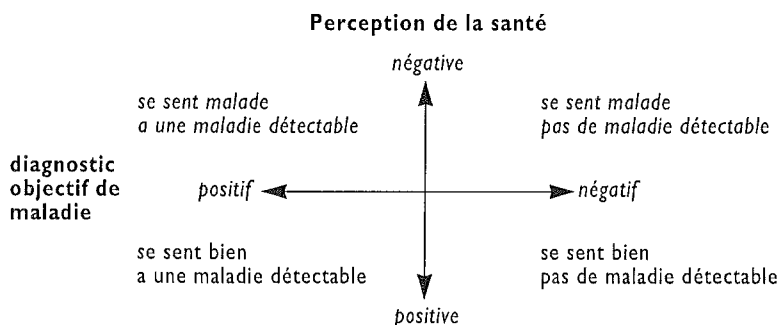 Perception de la santé
négative
se sent malade
a une maladie détectable
se sent malade
pas de maladie détectable
diagnostic
objectif de
maladie
positif
négatif
se sent bien
a une maladie détectable
se sent bien
pas de maladie détectable
positive